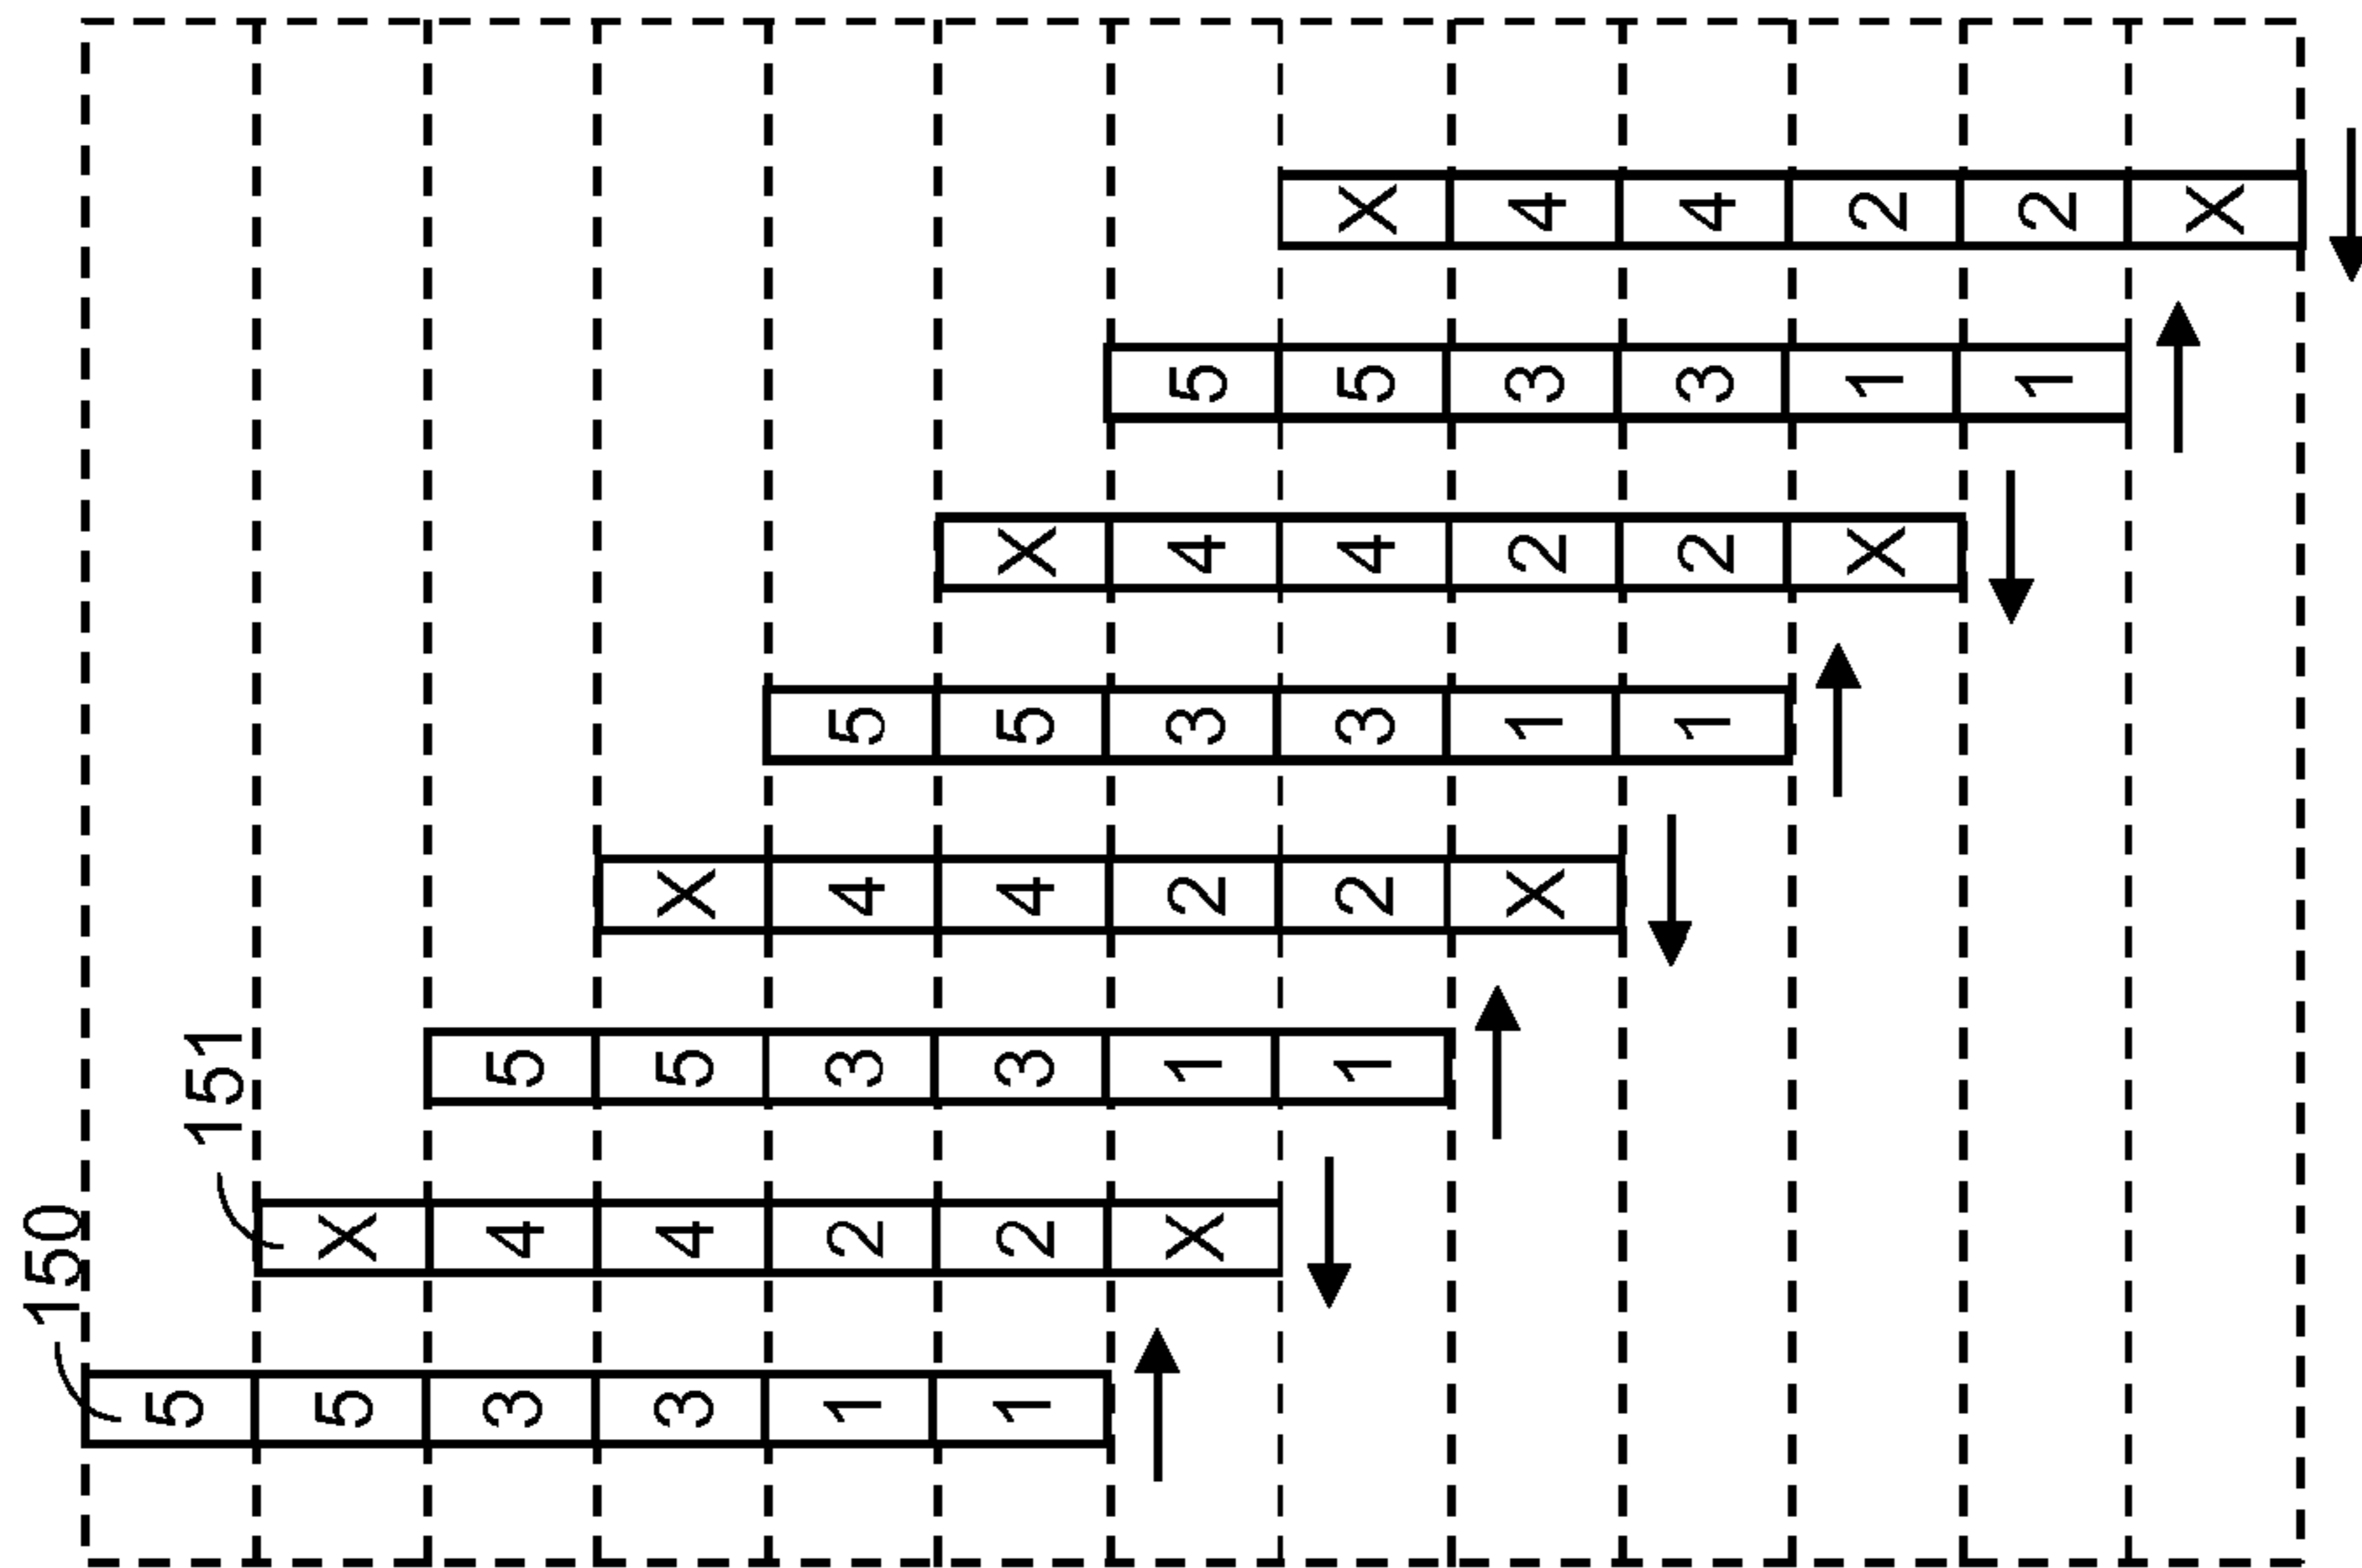 150
5
151
5 X
3 4 5
3 4 5 X
1 2 3 4 5
1 2 3 4 5 X
X 1 2 3 4 5
1 2 3 4 5 X
X 1 2 3 4
1 2 3 4
X 1 2
1 2
X